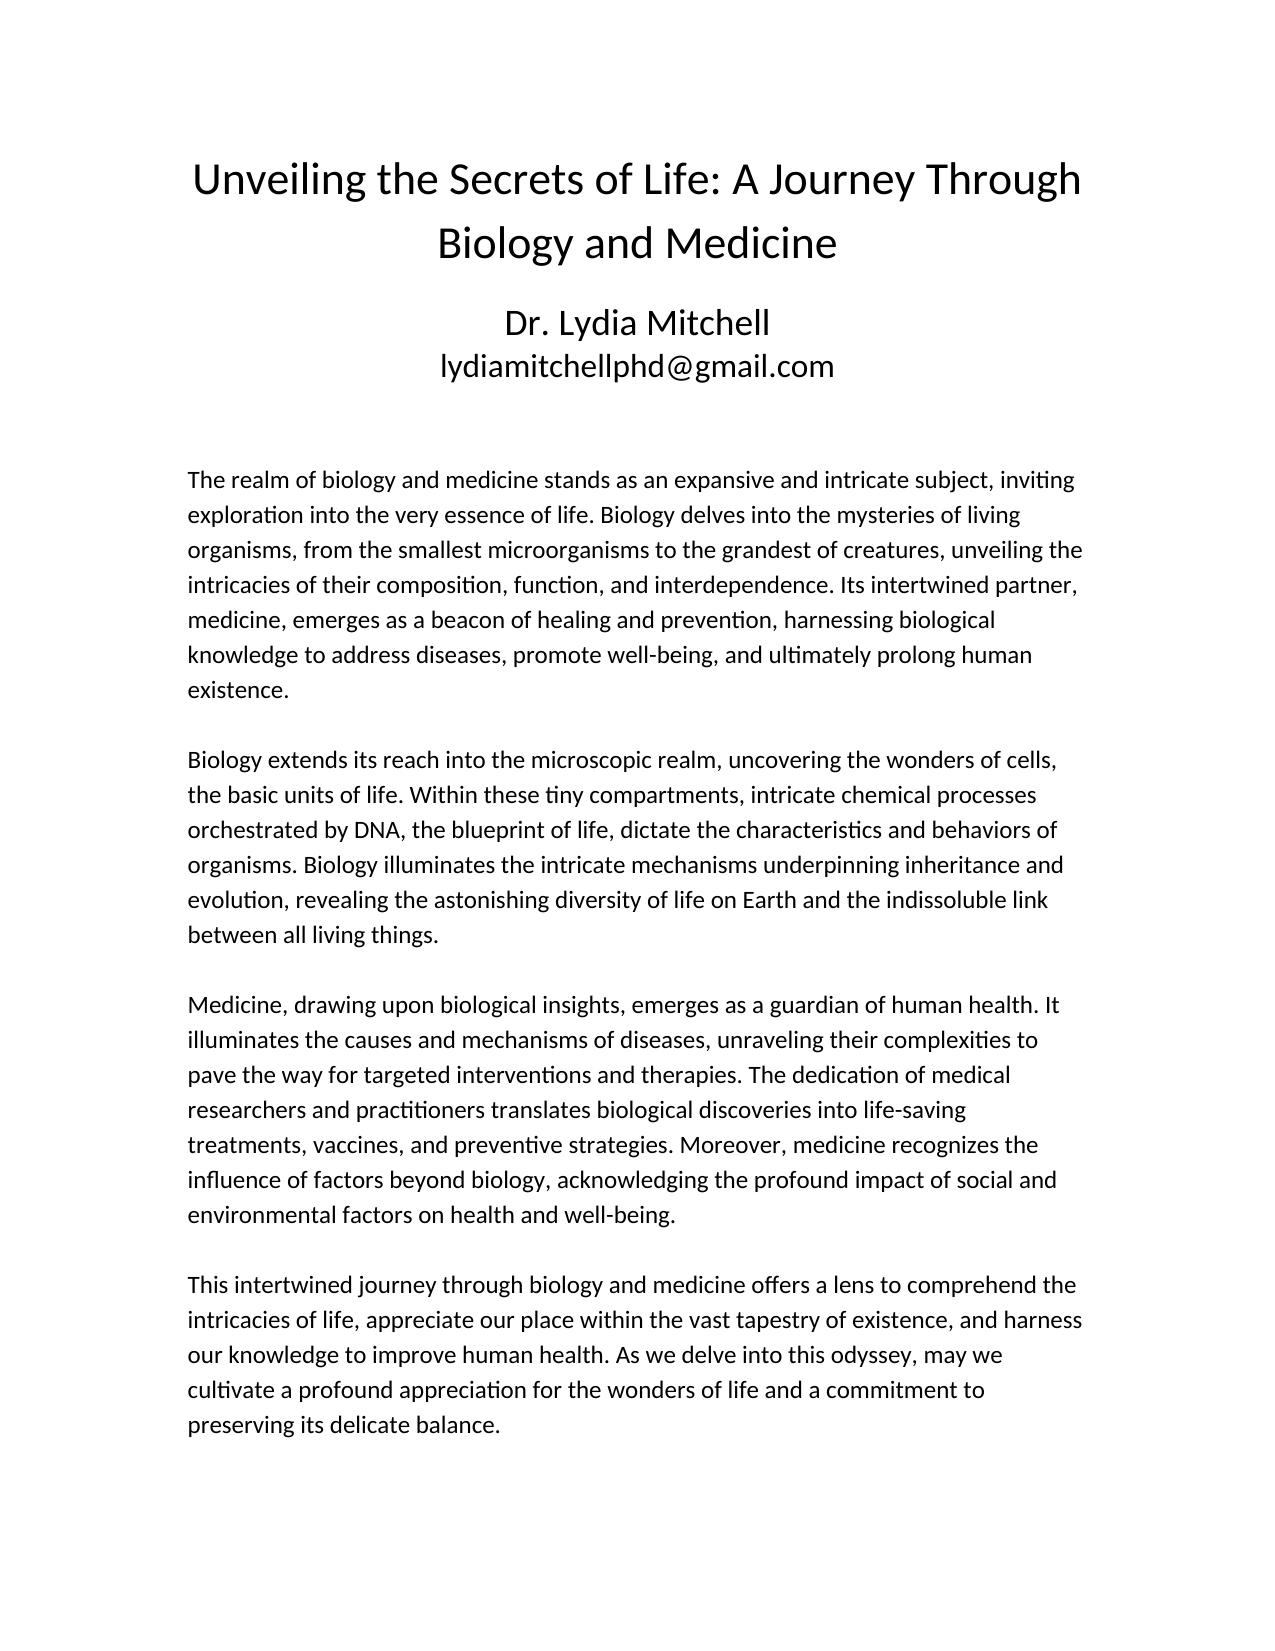 Unveiling the Secrets of Life: A Journey Through
Biology and Medicine
Dr. Lydia Mitchell
lydiamitchellphd@gmail.com
The realm of biology and medicine stands as an expansive and intricate subject, inviting
exploration into the very essence of life. Biology delves into the mysteries of living
organisms, from the smallest microorganisms to the grandest of creatures, unveiling the
intricacies of their composition, function, and interdependence. Its intertwined partner,
medicine, emerges as a beacon of healing and prevention, harnessing biological
knowledge to address diseases, promote well-being, and ultimately prolong human
existence.
Biology extends its reach into the microscopic realm, uncovering the wonders of cells,
the basic units of life. Within these tiny compartments, intricate chemical processes
orchestrated by DNA, the blueprint of life, dictate the characteristics and behaviors of
organisms. Biology illuminates the intricate mechanisms underpinning inheritance and
evolution, revealing the astonishing diversity of life on Earth and the indissoluble link
between all living things.
Medicine, drawing upon biological insights, emerges as a guardian of human health. It
illuminates the causes and mechanisms of diseases, unraveling their complexities to
pave the way for targeted interventions and therapies. The dedication of medical
researchers and practitioners translates biological discoveries into life-saving
treatments, vaccines, and preventive strategies. Moreover, medicine recognizes the
influence of factors beyond biology, acknowledging the profound impact of social and
environmental factors on health and well-being.
This intertwined journey through biology and medicine offers a lens to comprehend the
intricacies of life, appreciate our place within the vast tapestry of existence, and harness
our knowledge to improve human health. As we delve into this odyssey, may we
cultivate a profound appreciation for the wonders of life and a commitment to
preserving its delicate balance.